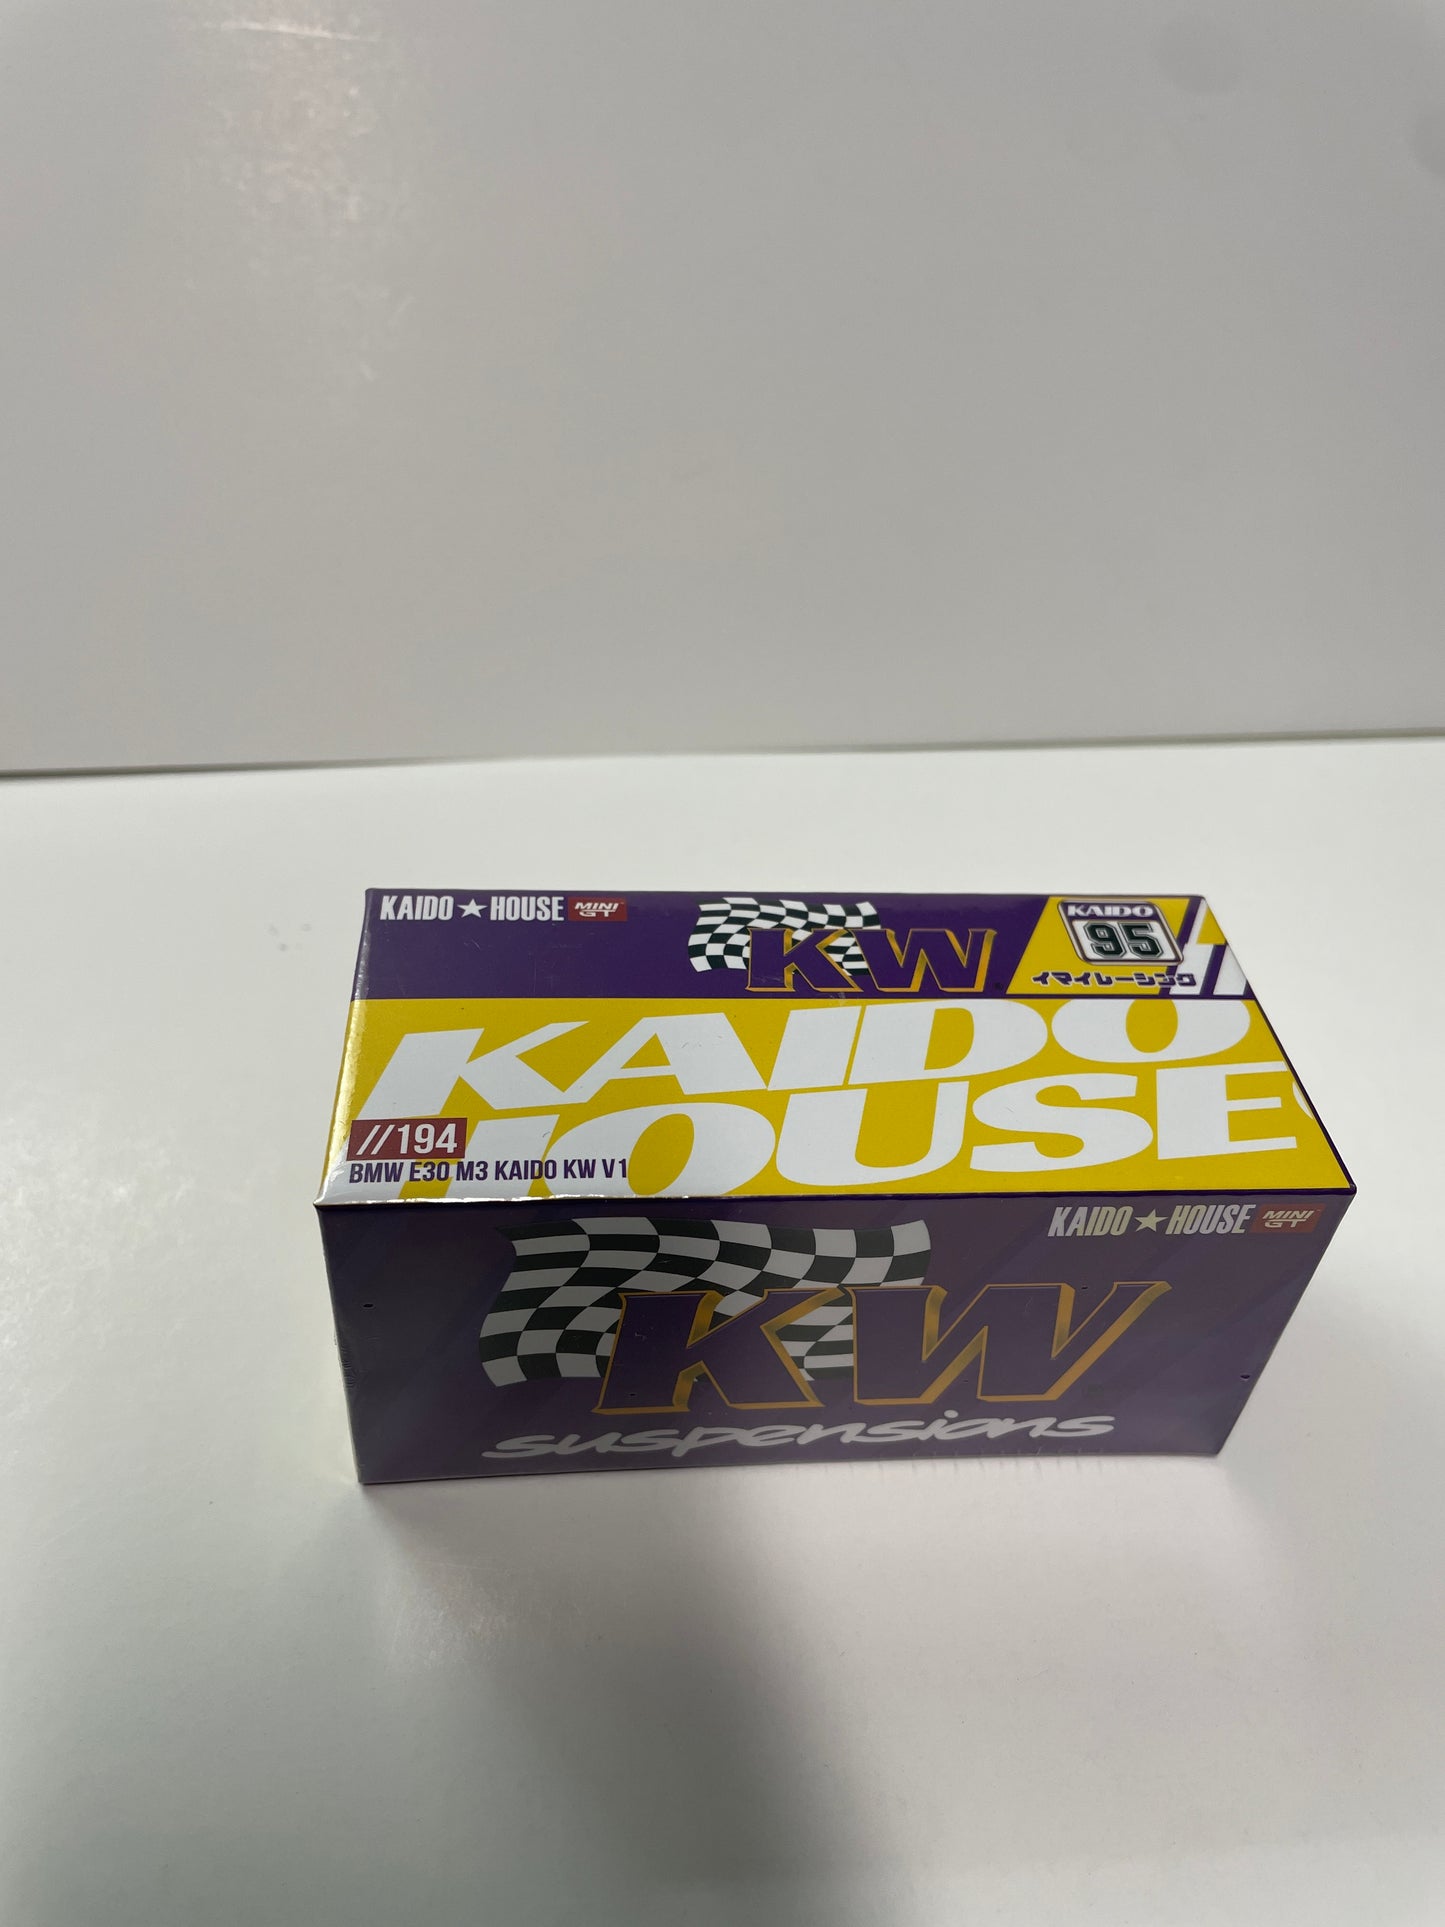 KAIDO★HOUSE MINI GT
KW
KAIDO
95
イマイレーシング
KAIDO
HOUSE
//194
BMW E30 M3 KAIDO KW V1
KAIDO★HOUSE MINI GT
KW
suspensions